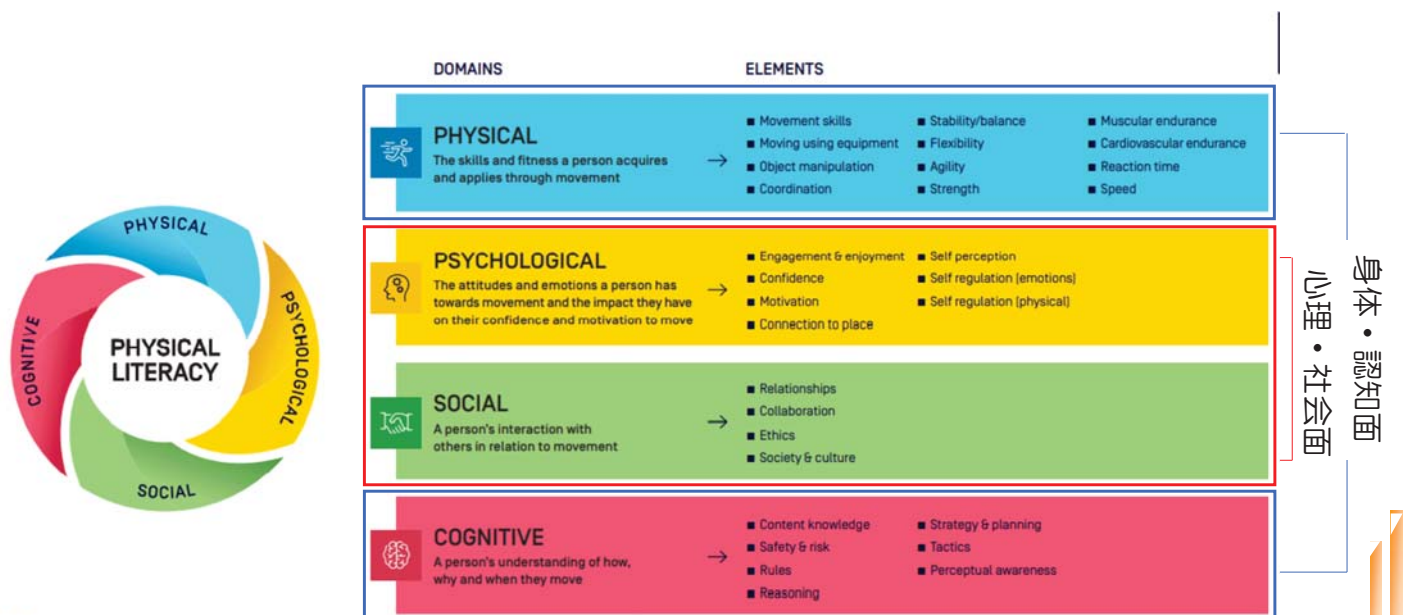 DOMAINS
ELEMENTS
PHYSICAL
The skills and fitness a person acquires
and applies through movement
→
■ Movement skills
■ Moving using equipment
■ Object manipulation
■ Coordination
■ Stability/balance
■ Flexibility
■ Agility
■ Strength
■ Muscular endurance
■ Cardiovascular endurance
■ Reaction time
■ Speed
PSYCHOLOGICAL
The attitudes and emotions a person has
towards movement and the impact they have
on their confidence and motivation to move
→
■ Engagement & enjoyment
■ Confidence
■ Motivation
■ Connection to place
■ Self perception
■ Self regulation (emotions)
■ Self regulation (physical)
SOCIAL
A person's interaction with
others in relation to movement
→
■ Relationships
■ Collaboration
■ Ethics
■ Society & culture
COGNITIVE
A person's understanding of how,
why and when they move
→
■ Content knowledge
■ Safety & risk
■ Rules
■ Reasoning
■ Strategy & planning
■ Tactics
■ Perceptual awareness
PHYSICAL
PSYCHOLOGICAL
SOCIAL
COGNITIVE
PHYSICAL
LITERACY
身体・認知面
心理・社会面